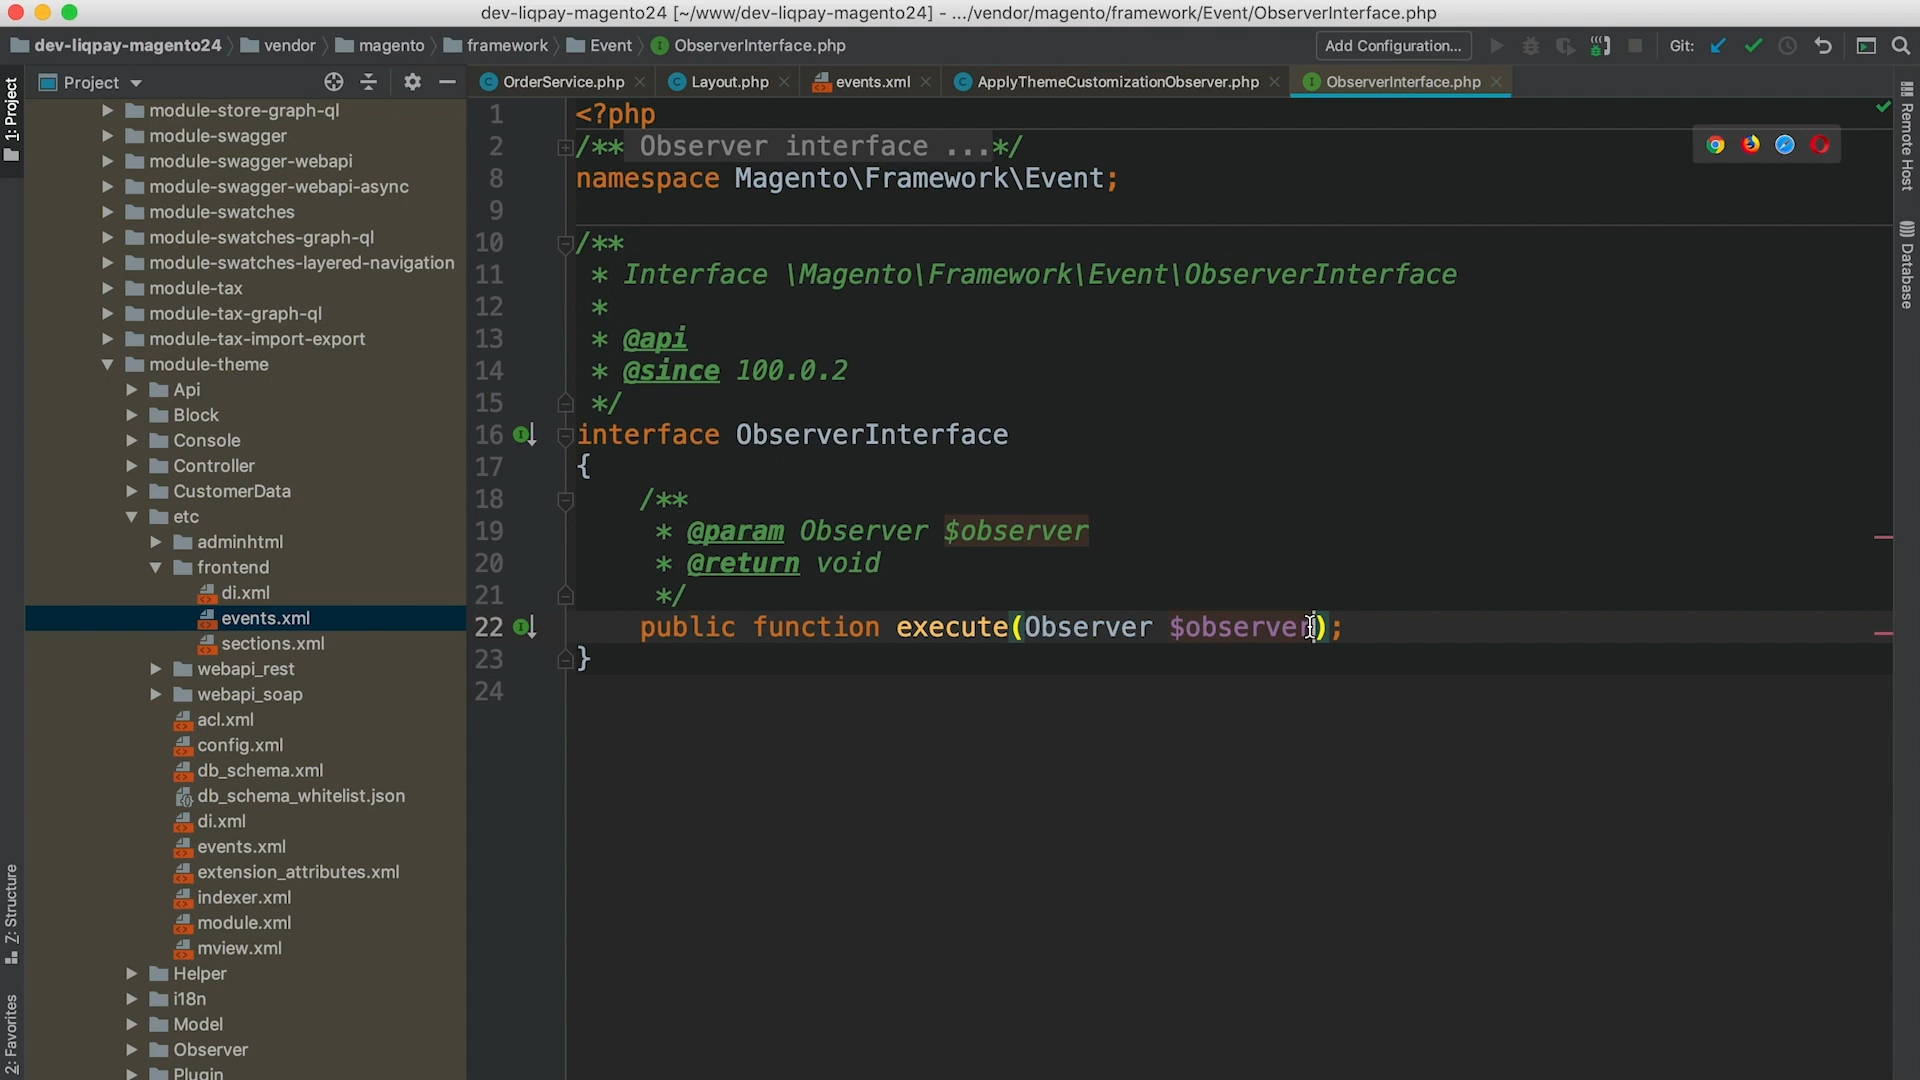 dev-liqpay-magento24 [~/www/dev-liqpay-magento24] - .../vendor/magento/framework/Event/ObserverInterface.php
dev-liqpay-magento24 vendor magento framework Event ObserverInterface.php
Add Configuration...
Git:
1: Project
Project
OrderService.php
Layout.php
events.xml
ApplyThemeCustomizationObserver.php
ObserverInterface.php
module-store-graph-ql
module-swagger
module-swagger-webapi
module-swagger-webapi-async
module-swatches
module-swatches-graph-ql
module-swatches-layered-navigation
module-tax
module-tax-graph-ql
module-tax-import-export
module-theme
Api
Block
Console
Controller
CustomerData
etc
adminhtml
frontend
di.xml
events.xml
sections.xml
webapi_rest
webapi_soap
acl.xml
config.xml
db_schema.xml
db_schema_whitelist.json
di.xml
events.xml
extension_attributes.xml
indexer.xml
module.xml
mview.xml
Helper
i18n
Model
Observer
Plugin
Z: Structure
2: Favorites
1 <?php
2 /** Observer interface ...*/
8 namespace Magento\Framework\Event;
9
10 /**
11 * Interface \Magento\Framework\Event\ObserverInterface
12 *
13 * @api
14 * @since 100.0.2
15 */
16 interface ObserverInterface
17 {
18 /**
19 * @param Observer $observer
20 * @return void
21 */
22 public function execute(Observer $observer);
23 }
24
Remote Host
Database